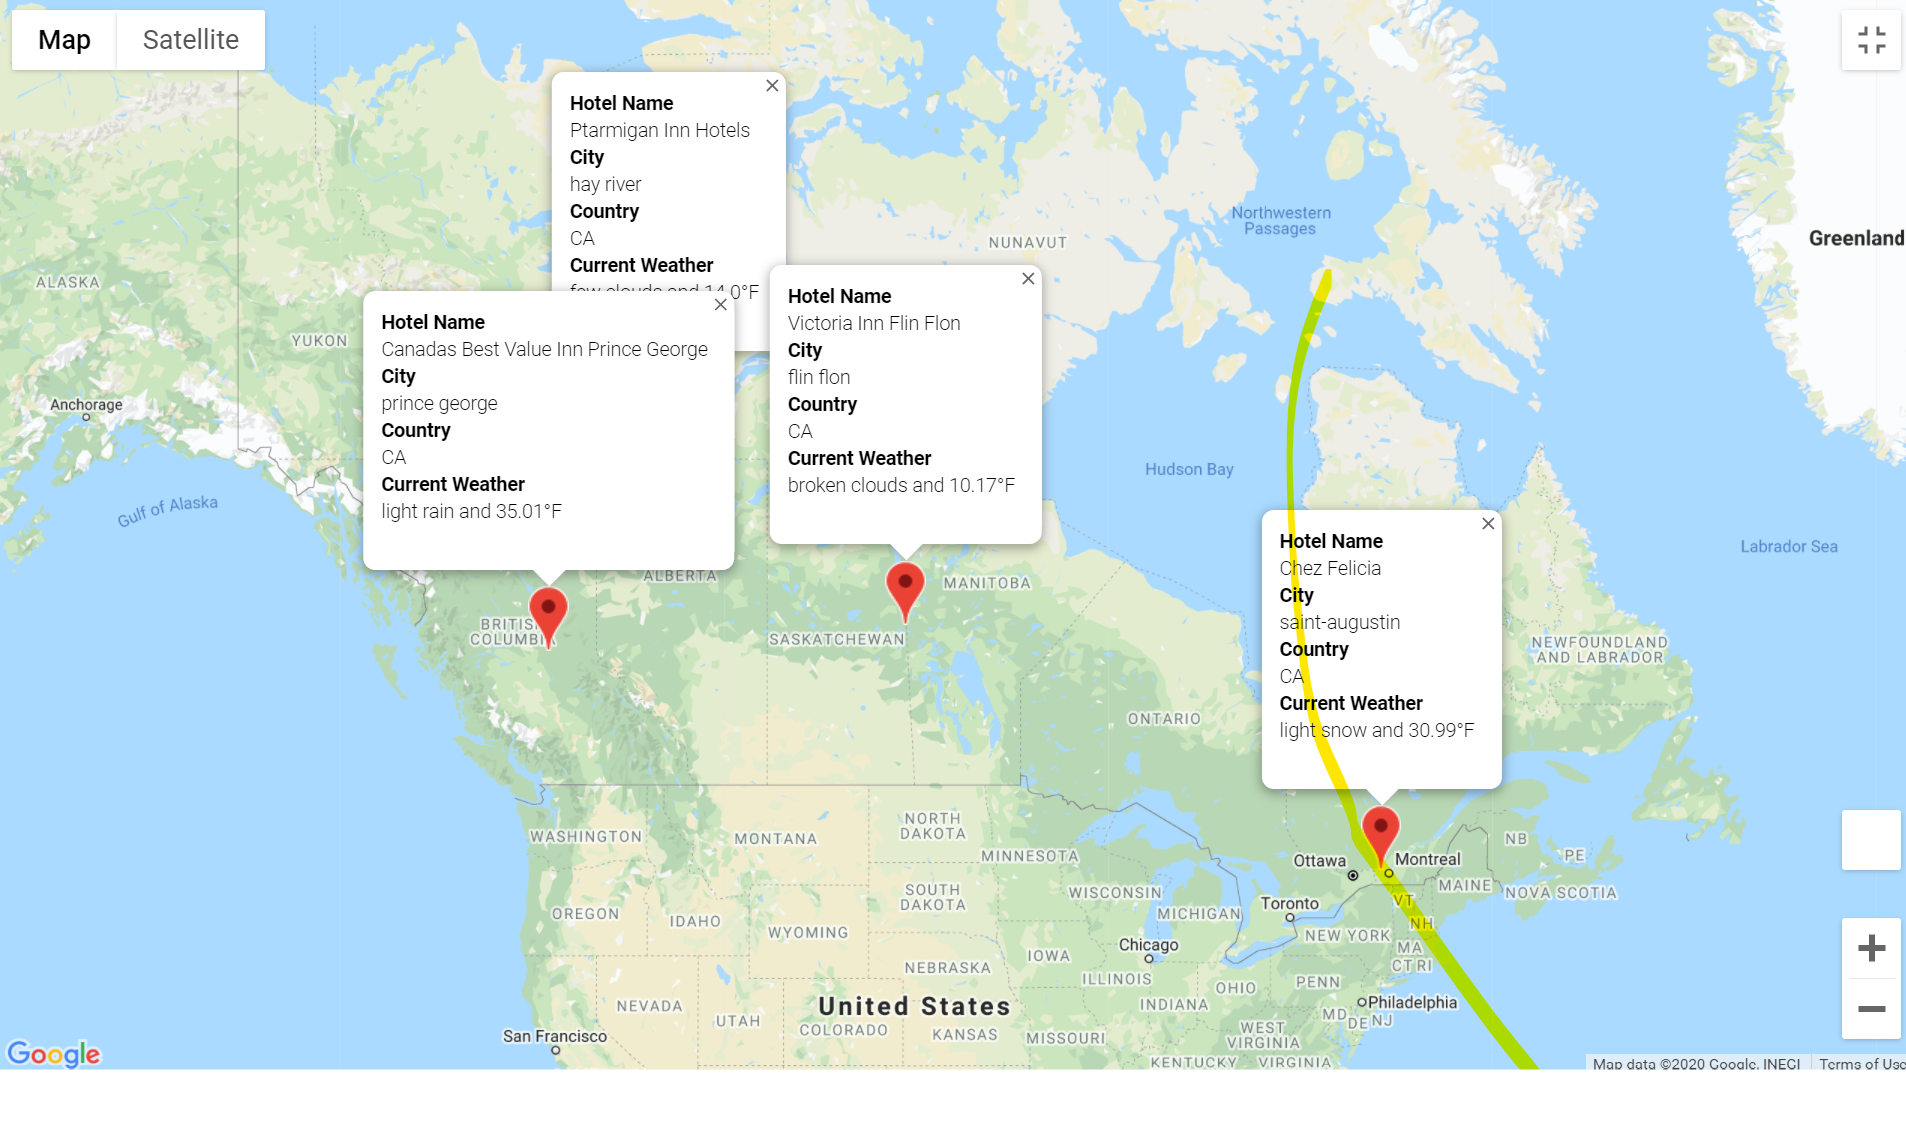 Map
Satellite
Hotel Name
Ptarmigan Inn Hotels
City
hay river
Country
CA
Current Weather
few clouds and 14.0°F
Hotel Name
Canadas Best Value Inn Prince George
City
prince george
Country
CA
Current Weather
light rain and 35.01°F
Hotel Name
Victoria Inn Flin Flon
City
flin flon
Country
CA
Current Weather
broken clouds and 10.17°F
Hotel Name
Chez Felicia
City
saint-augustin
Country
CA
Current Weather
light snow and 30.99°F
Northwestern
Passages
NUNAVUT
Greenland
ALASKA
YUKON
Anchorage
Gulf of Alaska
Hudson Bay
Labrador Sea
ALBERTA
MANITOBA
BRITISH
COLUMBIA
SASKATCHEWAN
NEWFOUNDLAND
AND LABRADOR
ONTARIO
WASHINGTON
MONTANA
NORTH
DAKOTA
MINNESOTA
Ottawa
Montreal
NB
PE
MAINE
NOVA SCOTIA
SOUTH
DAKOTA
WISCONSIN
MICHIGAN
Toronto
VT
NH
OREGON
IDAHO
WYOMING
NEW YORK
MA
CT RI
Chicago
IOWA
NEBRASKA
ILLINOIS
INDIANA
OHIO
PENN
Philadelphia
NEVADA
UTAH
United States
COLORADO
KANSAS
MISSOURI
WEST
VIRGINIA
MD
DE
NJ
San Francisco
KENTUCKY
VIRGINIA
Google
Map data ©2020 Google, INEGI
Terms of Use